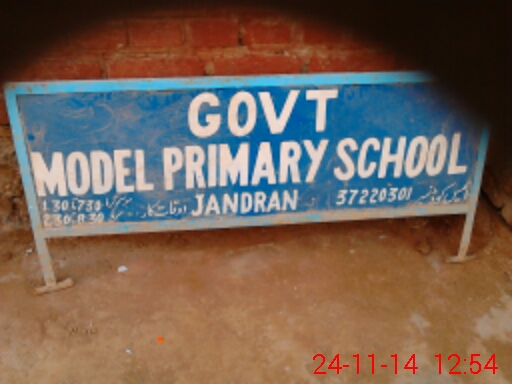 GOVT
MODEL PRIMARY SCHOOL
JANDRAN 37220301
24-11-14 12:54